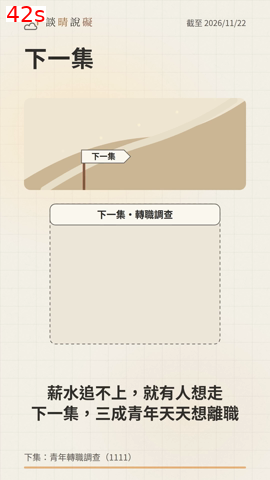 42s
談晴說礙
截至 2026/11/22
下一集
下一集
下一集・轉職調查
薪水追不上，就有人想走
下一集，三成青年天天想離職
下集：青年轉職調查（1111）